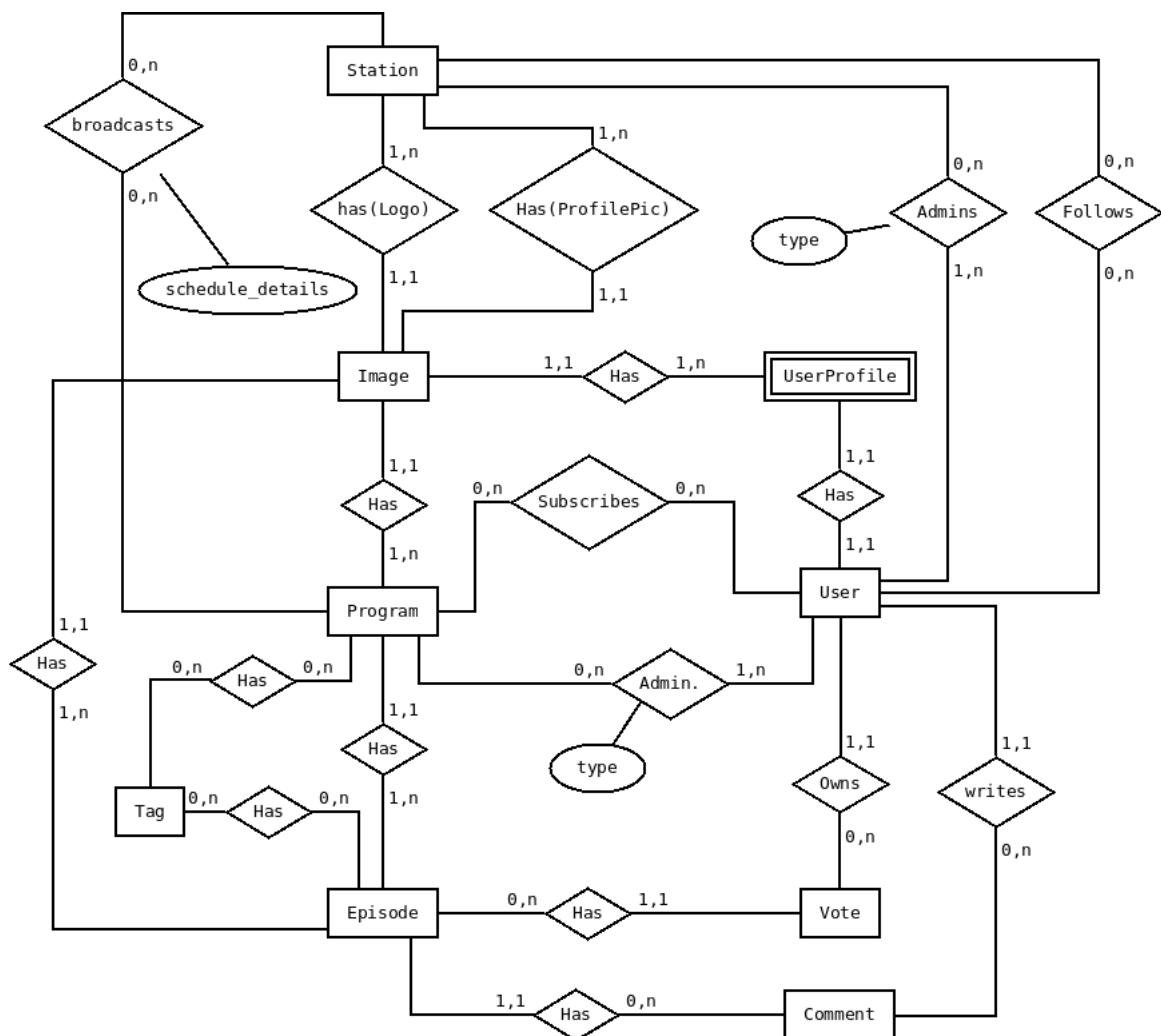 Station
0,n
broadcasts
1,n
1,n
0,n
0,n
0,n
has(Logo)
Has(ProfilePic)
Admins
Follows
type
1,1
1,n
0,n
schedule_details
1,1
1,1
1,n
Image
Has
UserProfile
1,1
1,1
0,n
0,n
Has
Subscribes
Has
1,n
1,1
Program
User
1,1
Has
0,n
0,n
Has
0,n
1,n
Admin.
1,n
1,1
1,1
1,1
Has
type
Owns
writes
1,n
0,n
0,n
Tag
Has
0,n
0,n
Episode
0,n
1,1
Has
Vote
1,1
0,n
Has
Comment